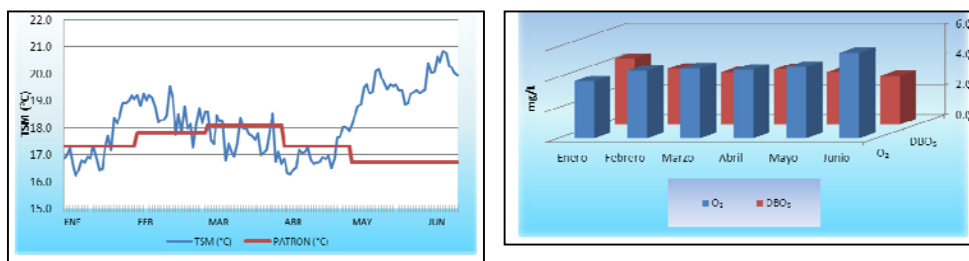 22.0
21.0
20.0
19.0
18.0
17.0
16.0
15.0
TSM (°C)
ENE FEB MAR ABR MAY JUN
TSM (°C) PATRON (°C)
6.0
4.0
2.0
0.0
mg/L
Enero Febrero Marzo Abril Mayo Junio
O₂
DBO₅
O₂ DBO₅